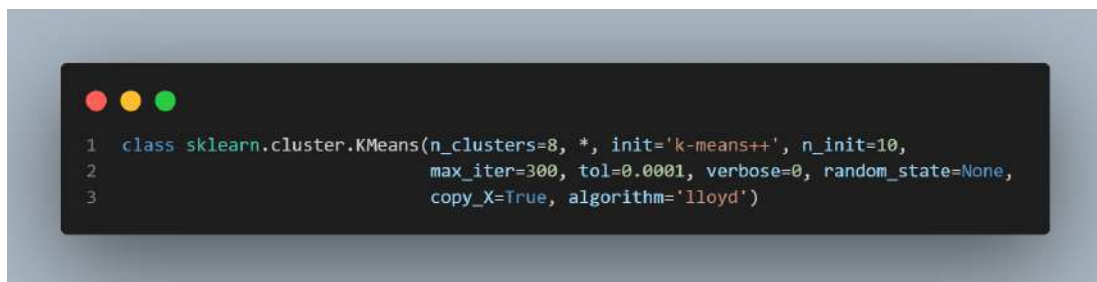 1 class sklearn.cluster.KMeans(n_clusters=8, *, init='k-means++', n_init=10,
2 max_iter=300, tol=0.0001, verbose=0, random_state=None,
3 copy_X=True, algorithm='lloyd')